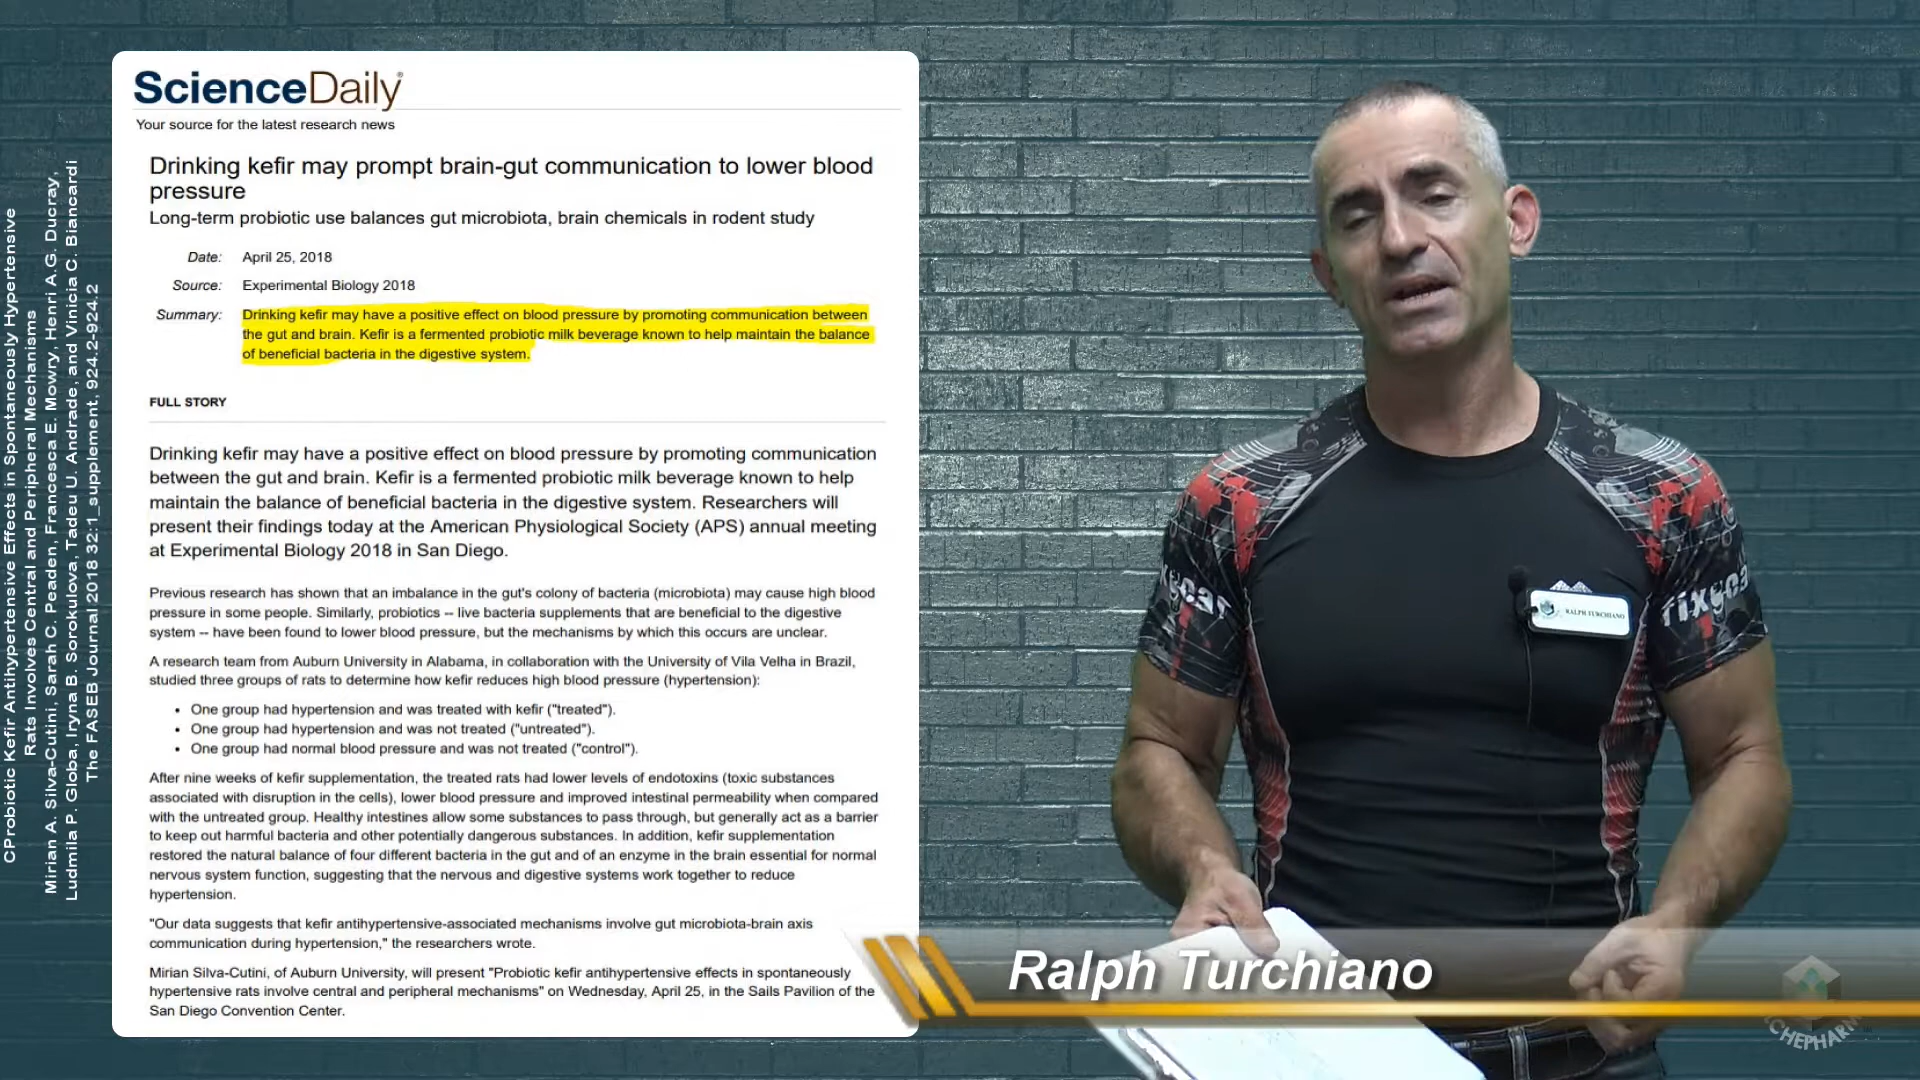 CProbiotic Kefir Antihypertensive Effects in Spontaneously Hypertensive
Rats Involves Central and Peripheral Mechanisms
Mirian A. Silva-Cutini, Sarah C. Peaden, Francesca E. Mowry, Henri A.G. Ducray,
Ludmila P. Globa, Iryna B. Sorokulova, Tadeu U. Andrade, and Vinicia C. Biancardi
The FASEB Journal 2018 32:1_supplement, 924.2-924.2
ScienceDaily®
Your source for the latest research news
Drinking kefir may prompt brain-gut communication to lower blood
pressure
Long-term probiotic use balances gut microbiota, brain chemicals in rodent study
Date: April 25, 2018
Source: Experimental Biology 2018
Summary: Drinking kefir may have a positive effect on blood pressure by promoting communication between
the gut and brain. Kefir is a fermented probiotic milk beverage known to help maintain the balance
of beneficial bacteria in the digestive system.
FULL STORY
Drinking kefir may have a positive effect on blood pressure by promoting communication
between the gut and brain. Kefir is a fermented probiotic milk beverage known to help
maintain the balance of beneficial bacteria in the digestive system. Researchers will
present their findings today at the American Physiological Society (APS) annual meeting
at Experimental Biology 2018 in San Diego.
Previous research has shown that an imbalance in the gut's colony of bacteria (microbiota) may cause high blood
pressure in some people. Similarly, probiotics -- live bacteria supplements that are beneficial to the digestive
system -- have been found to lower blood pressure, but the mechanisms by which this occurs are unclear.
A research team from Auburn University in Alabama, in collaboration with the University of Vila Velha in Brazil,
studied three groups of rats to determine how kefir reduces high blood pressure (hypertension):
• One group had hypertension and was treated with kefir ("treated").
• One group had hypertension and was not treated ("untreated").
• One group had normal blood pressure and was not treated ("control").
After nine weeks of kefir supplementation, the treated rats had lower levels of endotoxins (toxic substances
associated with disruption in the cells), lower blood pressure and improved intestinal permeability when compared
with the untreated group. Healthy intestines allow some substances to pass through, but generally act as a barrier
to keep out harmful bacteria and other potentially dangerous substances. In addition, kefir supplementation
restored the natural balance of four different bacteria in the gut and of an enzyme in the brain essential for normal
nervous system function, suggesting that the nervous and digestive systems work together to reduce
hypertension.
"Our data suggests that kefir antihypertensive-associated mechanisms involve gut microbiota-brain axis
communication during hypertension," the researchers wrote.
Mirian Silva-Cutini, of Auburn University, will present "Probiotic kefir antihypertensive effects in spontaneously
hypertensive rats involve central and peripheral mechanisms" on Wednesday, April 25, in the Sails Pavilion of the
San Diego Convention Center.
RALPH TURCHIANO
Ralph Turchiano